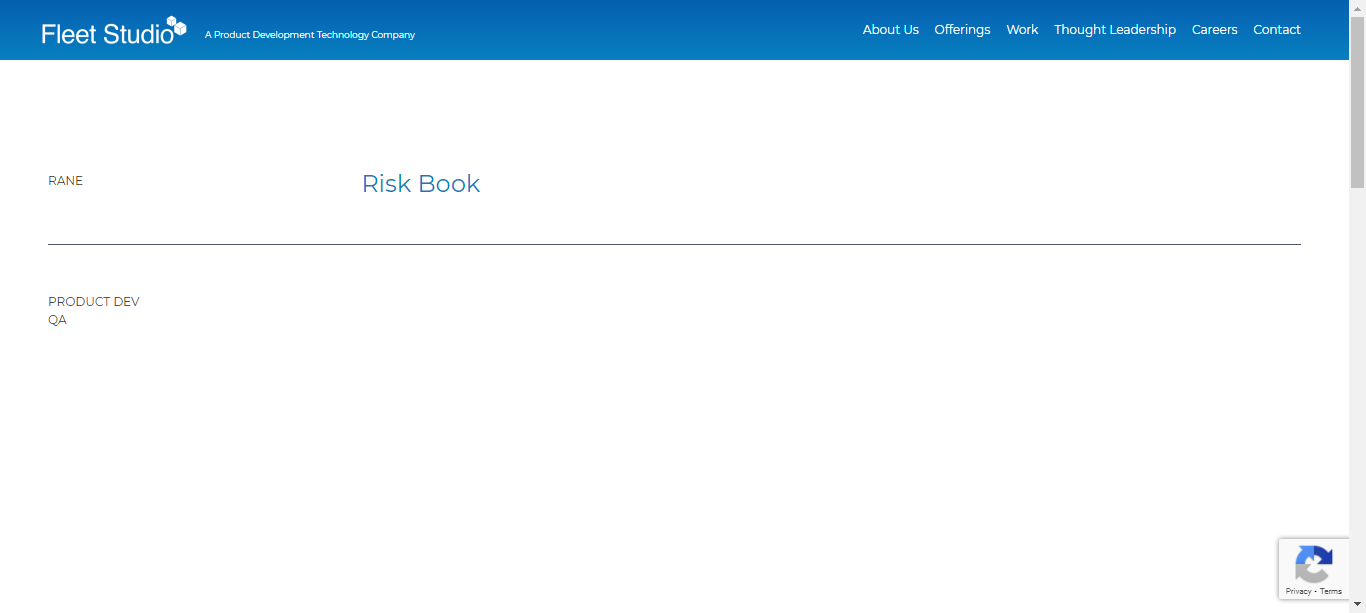 Fleet Studio
A Product Development Technology Company
About Us Offerings Work Thought Leadership Careers Contact
RANE
Risk Book
PRODUCT DEV
QA
Privacy - Terms